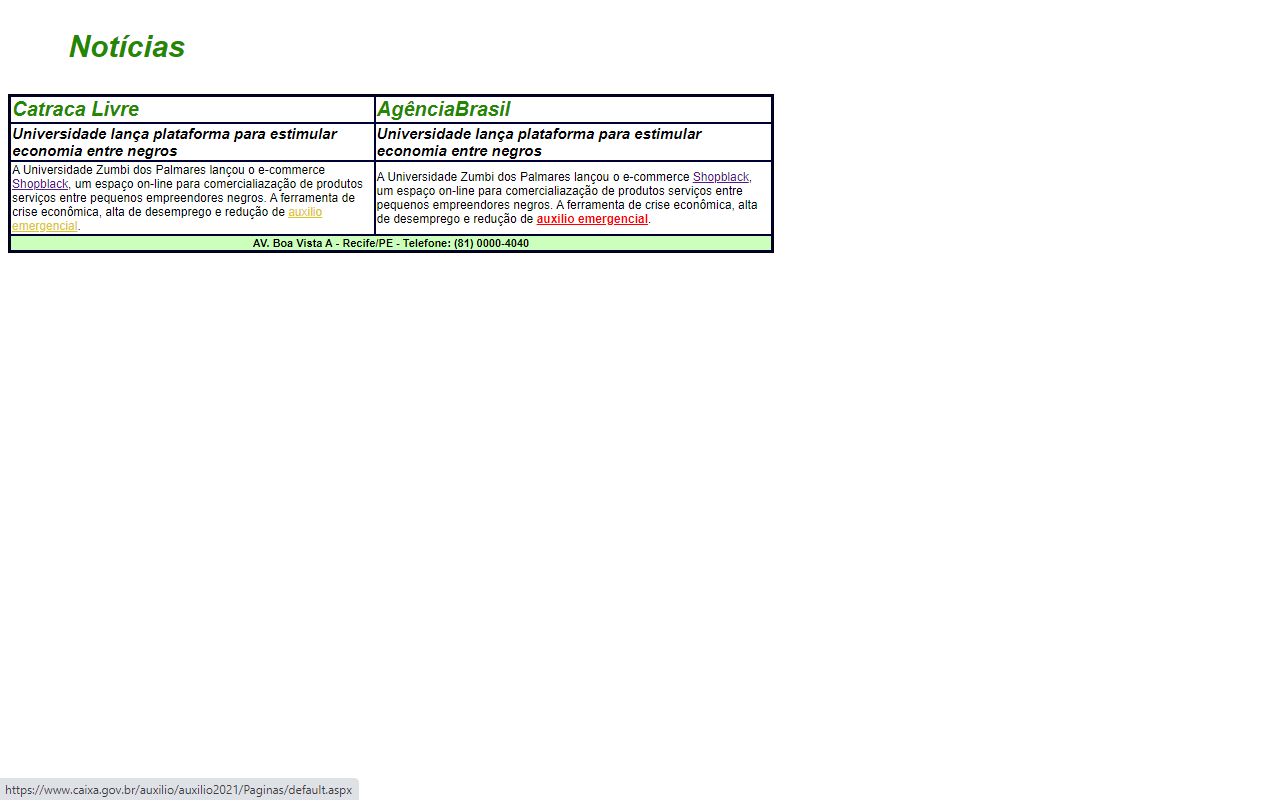 Notícias
Catraca Livre
AgênciaBrasil
Universidade lança plataforma para estimular
economia entre negros
Universidade lança plataforma para estimular
economia entre negros
A Universidade Zumbi dos Palmares lançou o e-commerce
Shopblack, um espaço on-line para comercialiazação de produtos
serviços entre pequenos empreendores negros. A ferramenta de
crise econômica, alta de desemprego e redução de auxilio
emergencial.
A Universidade Zumbi dos Palmares lançou o e-commerce Shopblack,
um espaço on-line para comercialiazação de produtos serviços entre
pequenos empreendores negros. A ferramenta de crise econômica, alta
de desemprego e redução de auxilio emergencial.
AV. Boa Vista A - Recife/PE - Telefone: (81) 0000-4040
https://www.caixa.gov.br/auxilio/auxilio2021/Paginas/default.aspx